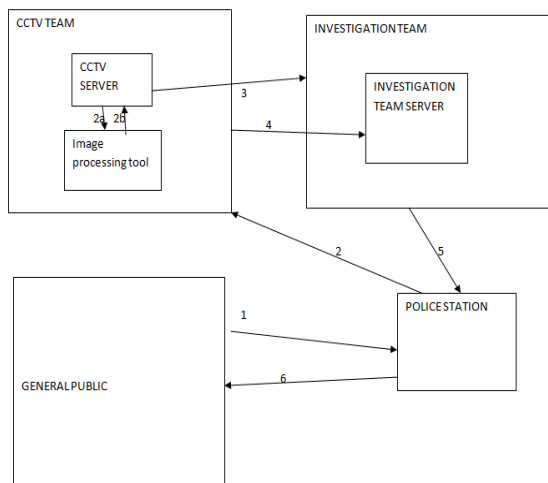 CCTV TEAM
CCTV
SERVER
2a 2b
Image
processing tool
3
4
INVESTIGATION TEAM
INVESTIGATION
TEAM SERVER
2
5
POLICE STATION
1
6
GENERAL PUBLIC